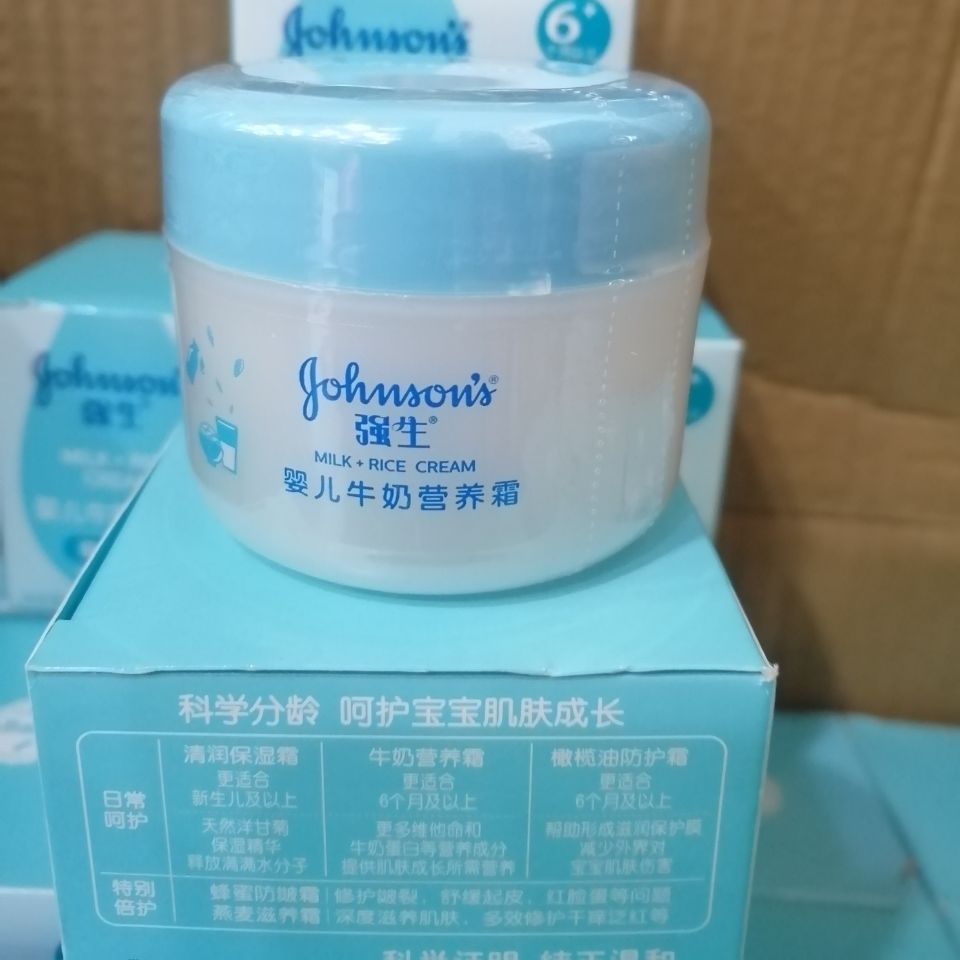 Johnson's
6+
Johnson's®
强生®
MILK + RICE CREAM
婴儿牛奶营养霜
Johnson's
强生
科学分龄 呵护宝宝肌肤成长
清润保湿霜 牛奶营养霜 橄榄油防护霜
日常呵护
更适合 更适合 更适合
新生儿及以上 6个月及以上 6个月及以上
天然洋甘菊 更多维他命和 帮助形成滋润保护膜
保湿精华 牛奶蛋白等营养成分 减少外界对
释放满满水分子 提供肌肤成长所需营养 宝宝肌肤伤害
特别倍护
蜂蜜防皴霜 修护皴裂，舒缓起皮，红脸蛋等问题
燕麦滋养霜 深度滋养肌肤，多效修护干痒泛红等